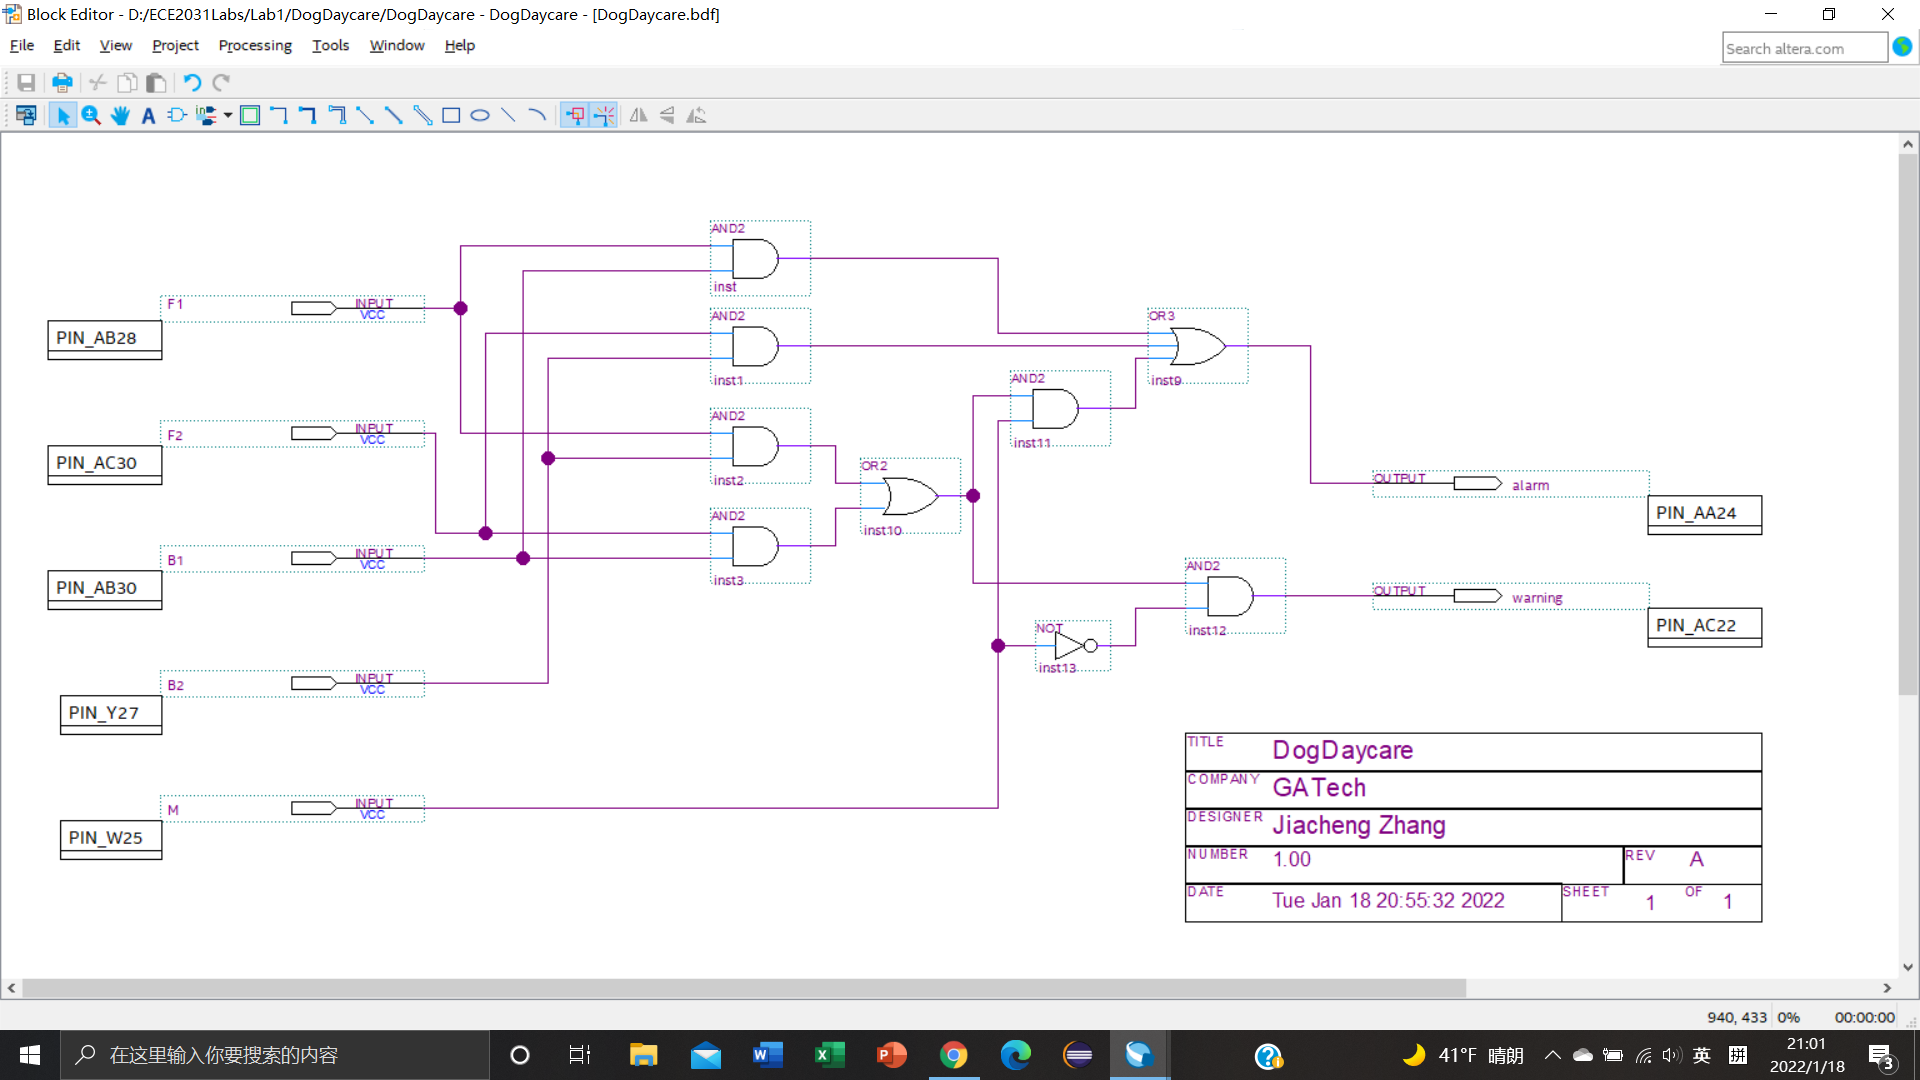 Block Editor - D:/ECE2031Labs/Lab1/DogDaycare/DogDaycare - DogDaycare - [DogDaycare.bdf]
File Edit View Project Processing Tools Window Help
Search altera.com
AND2
inst
F1
INPUT
VCC
PIN_AB28
AND2
inst1
OR3
inst9
AND2
inst11
AND2
inst2
F2
INPUT
VCC
PIN_AC30
OR2
inst10
OUTPUT
alarm
PIN_AA24
AND2
inst3
B1
INPUT
VCC
PIN_AB30
AND2
inst12
OUTPUT
warning
PIN_AC22
NOT
inst13
B2
INPUT
VCC
PIN_Y27
M
INPUT
VCC
PIN_W25
TITLE DogDaycare
COMPANY GATech
DESIGNER Jiacheng Zhang
NUMBER 1.00 REV A
DATE Tue Jan 18 20:55:32 2022 SHEET 1 OF 1
940, 433 0% 00:00:00
在这里输入你要搜索的内容
41°F 晴朗
英
拼
21:01
2022/1/18
3